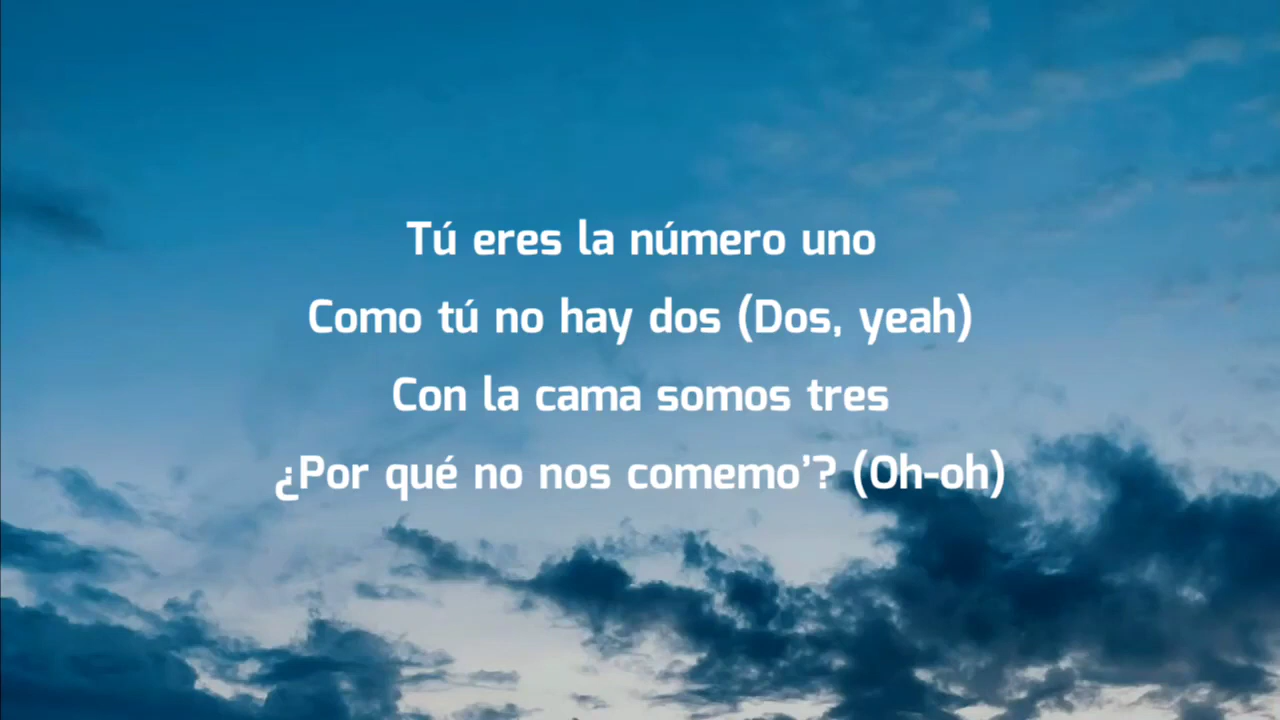 Tú eres la número uno
Como tú no hay dos (Dos, yeah)
Con la cama somos tres
¿Por qué no nos comemo’? (Oh-oh)